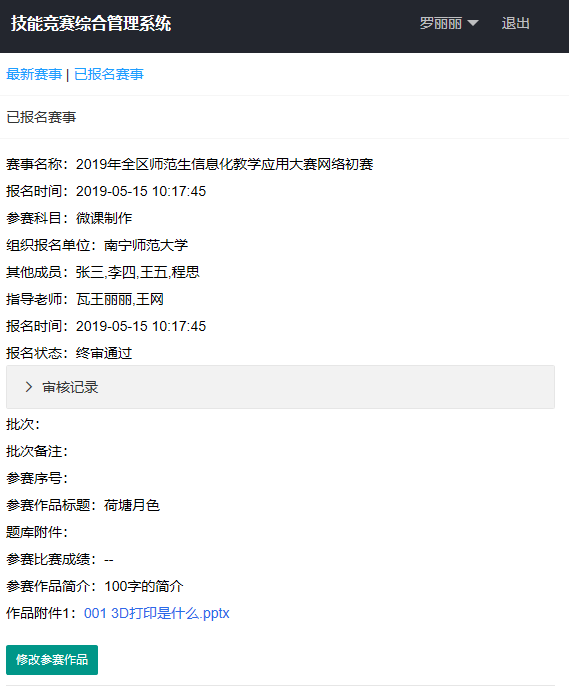 技能竞赛综合管理系统 罗丽丽 退出
最新赛事 | 已报名赛事
已报名赛事
赛事名称：2019年全区师范生信息化教学应用大赛网络初赛
报名时间：2019-05-15 10:17:45
参赛科目：微课制作
组织报名单位：南宁师范大学
其他成员：张三,李四,王五,程思
指导老师：瓦王丽丽,王网
报名时间：2019-05-15 10:17:45
报名状态：终审通过
审核记录
批次：
批次备注：
参赛序号：
参赛作品标题：荷塘月色
题库附件：
参赛比赛成绩：--
参赛作品简介：100字的简介
作品附件1：001 3D打印是什么.pptx
修改参赛作品